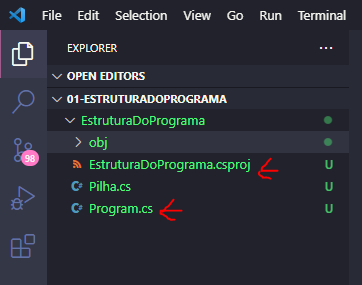 File Edit Selection View Go Run Terminal
EXPLORER ...
OPEN EDITORS
01-ESTRUTURADOPROGRAMA
EstruturaDoPrograma
obj
EstruturaDoPrograma.csproj U
C# Pilha.cs U
C# Program.cs U
98